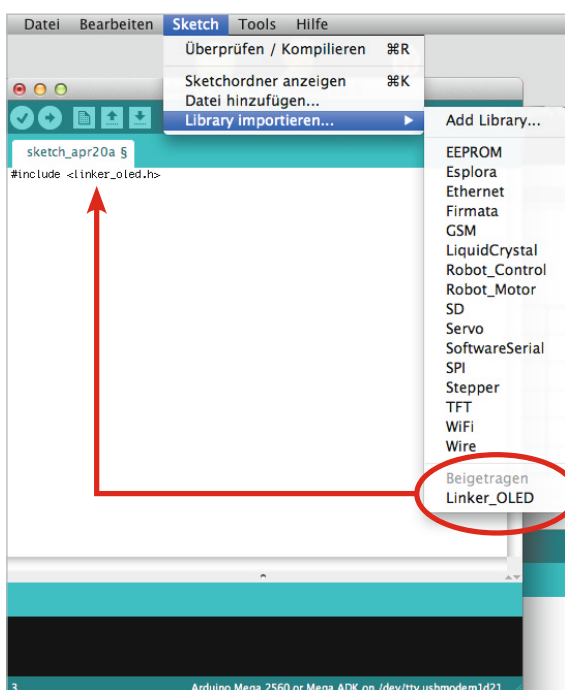 Datei Bearbeiten Sketch Tools Hilfe
Überprüfen / Kompilieren ⌘R
Sketchordner anzeigen ⌘K
Datei hinzufügen...
Library importieren...
sketch_apr20a §
#include <linker_oled.h>
Add Library...
EEPROM
Esplora
Ethernet
Firmata
GSM
LiquidCrystal
Robot_Control
Robot_Motor
SD
Servo
SoftwareSerial
SPI
Stepper
TFT
WiFi
Wire
Beigetragen
Linker_OLED
3 Arduino Mega 2560 or Mega ADK on /dev/tty.usbmodem1d21